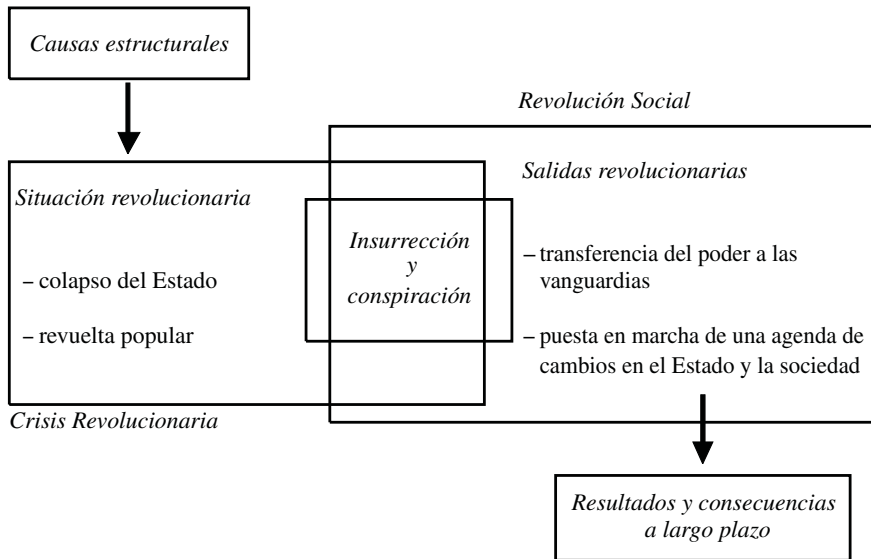 Causas estructurales
Revolución Social
Situación revolucionaria
– colapso del Estado
– revuelta popular
Insurrección
y
conspiración
Salidas revolucionarias
– transferencia del poder a las
vanguardias
– puesta en marcha de una agenda de
cambios en el Estado y la sociedad
Crisis Revolucionaria
Resultados y consecuencias
a largo plazo